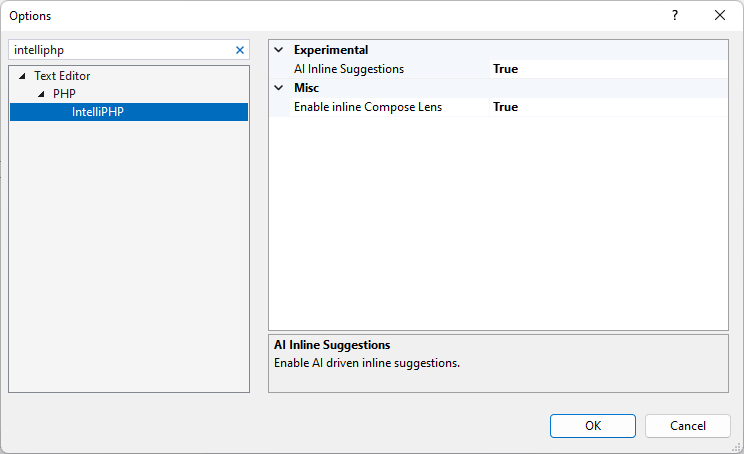 Options
?
intelliphp
Text Editor
PHP
IntelliPHP
Experimental
AI Inline Suggestions True
Misc
Enable inline Compose Lens True
AI Inline Suggestions
Enable AI driven inline suggestions.
OK Cancel